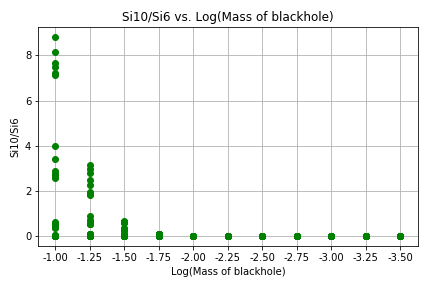 Si10/Si6 vs. Log(Mass of blackhole)
Si10/Si6
8
6
4
2
0
-1.00 -1.25 -1.50 -1.75 -2.00 -2.25 -2.50 -2.75 -3.00 -3.25 -3.50
Log(Mass of blackhole)